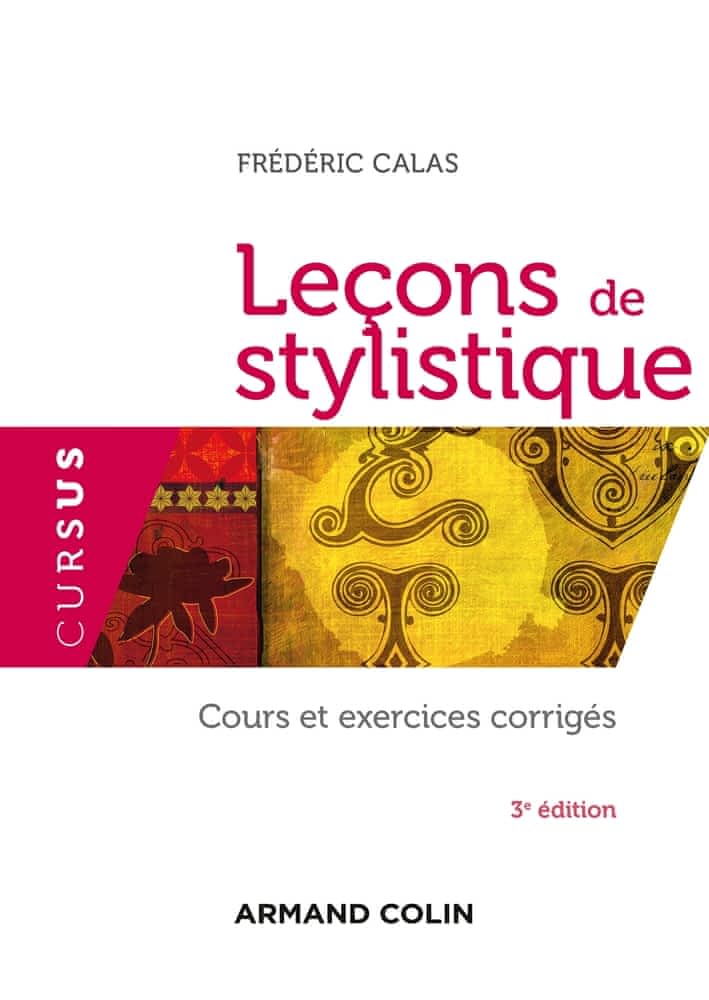 FRÉDÉRIC CALAS
Leçons de
stylistique
CURSUS
Cours et exercices corrigés
3e édition
ARMAND COLIN